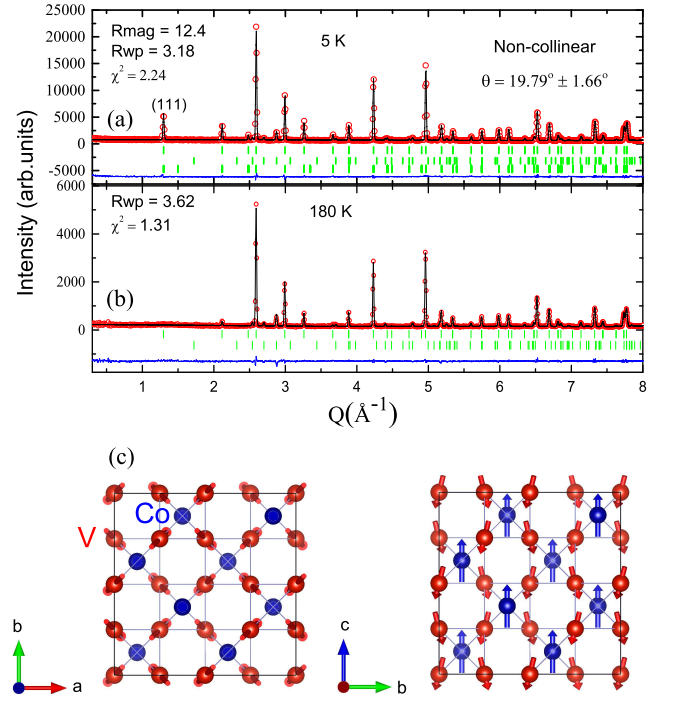 25000
20000
15000
10000
5000
0
-5000
6000
4000
2000
0
Intensity (arb.units)
Rmag = 12.4
Rwp = 3.18
χ² = 2.24
5 K
Non-collinear
θ = 19.79° ± 1.66°
(111)
(a)
Rwp = 3.62
χ² = 1.31
180 K
(b)
1 2 3 4 5 6 7 8
Q(Å⁻¹)
(c)
Co
V
b
a
c
b